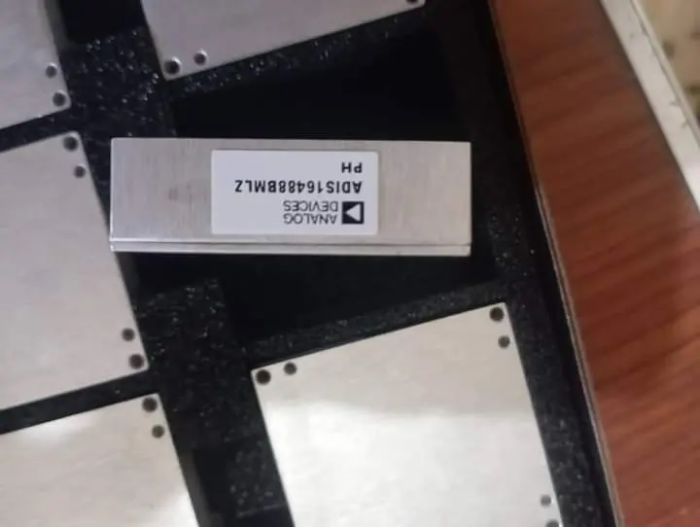 ANALOG
DEVICES
ADIS16488BMLZ
PH